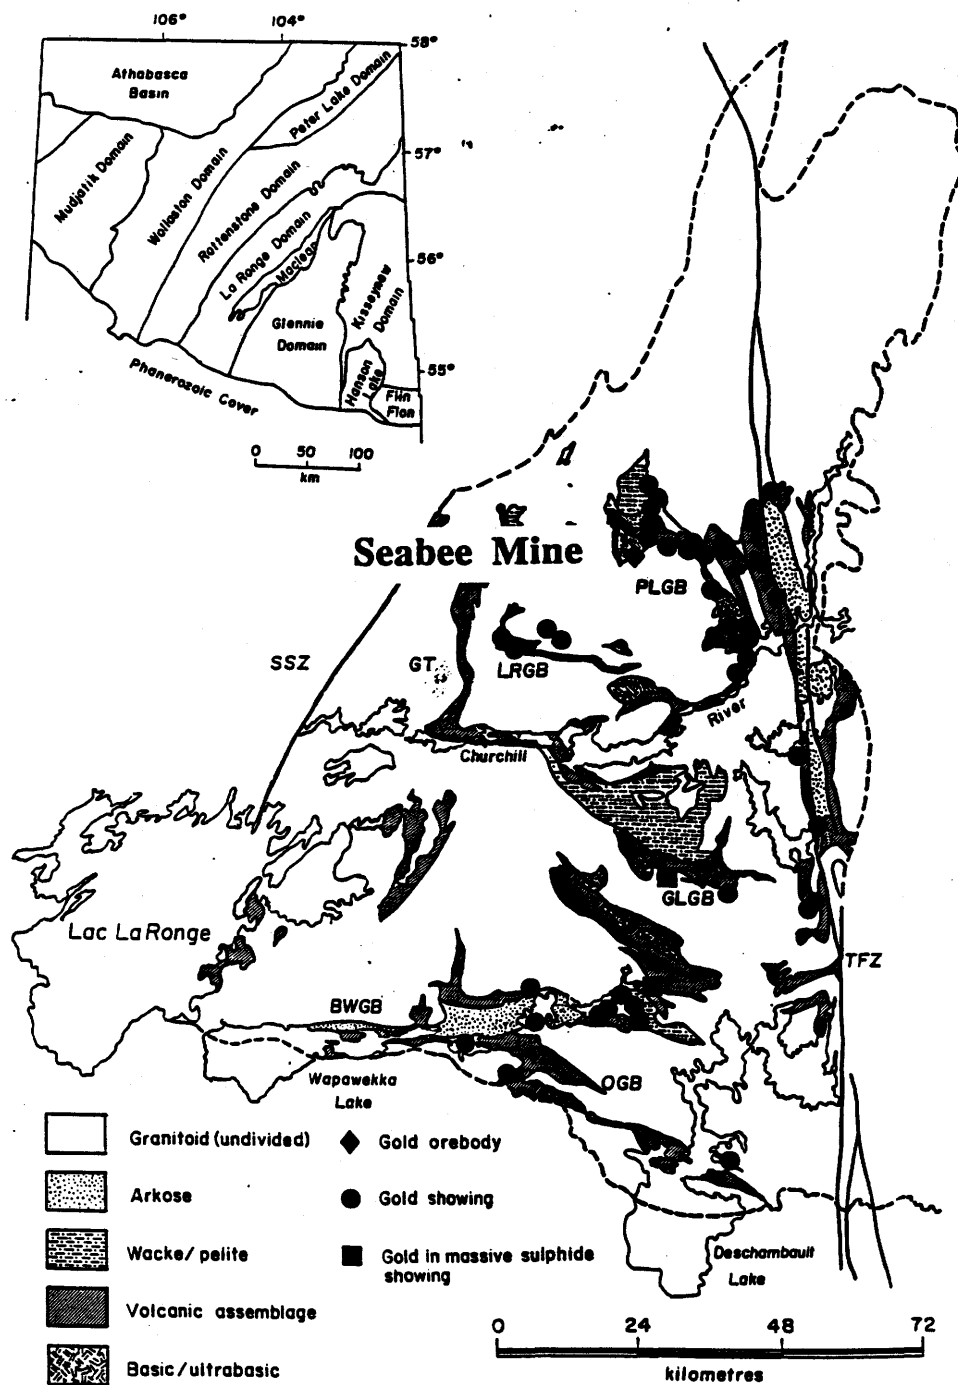 106° 104°
58°
Athabasca
Basin
Peter Lake Domain
57°
Mudjatik Domain
Wollaston Domain
Rottenstone Domain
La Ronge Domain
Maclean
56°
Kisseynew
Domain
Glennie
Domain
55°
Hanson
Lake
Flin
Flon
Phanerozoic Cover
0 50 100
km
Seabee Mine
PLGB
SSZ
GT
LRGB
River
Churchill
GLGB
Lac La Ronge
TFZ
BWGB
Wapawekka
Lake
OGB
Granitoid (undivided)
Arkose
Wacke/pelite
Volcanic assemblage
Basic/ultrabasic
Gold orebody
Gold showing
Gold in massive sulphide
showing
Deschambault
Lake
0 24 48 72
kilometres